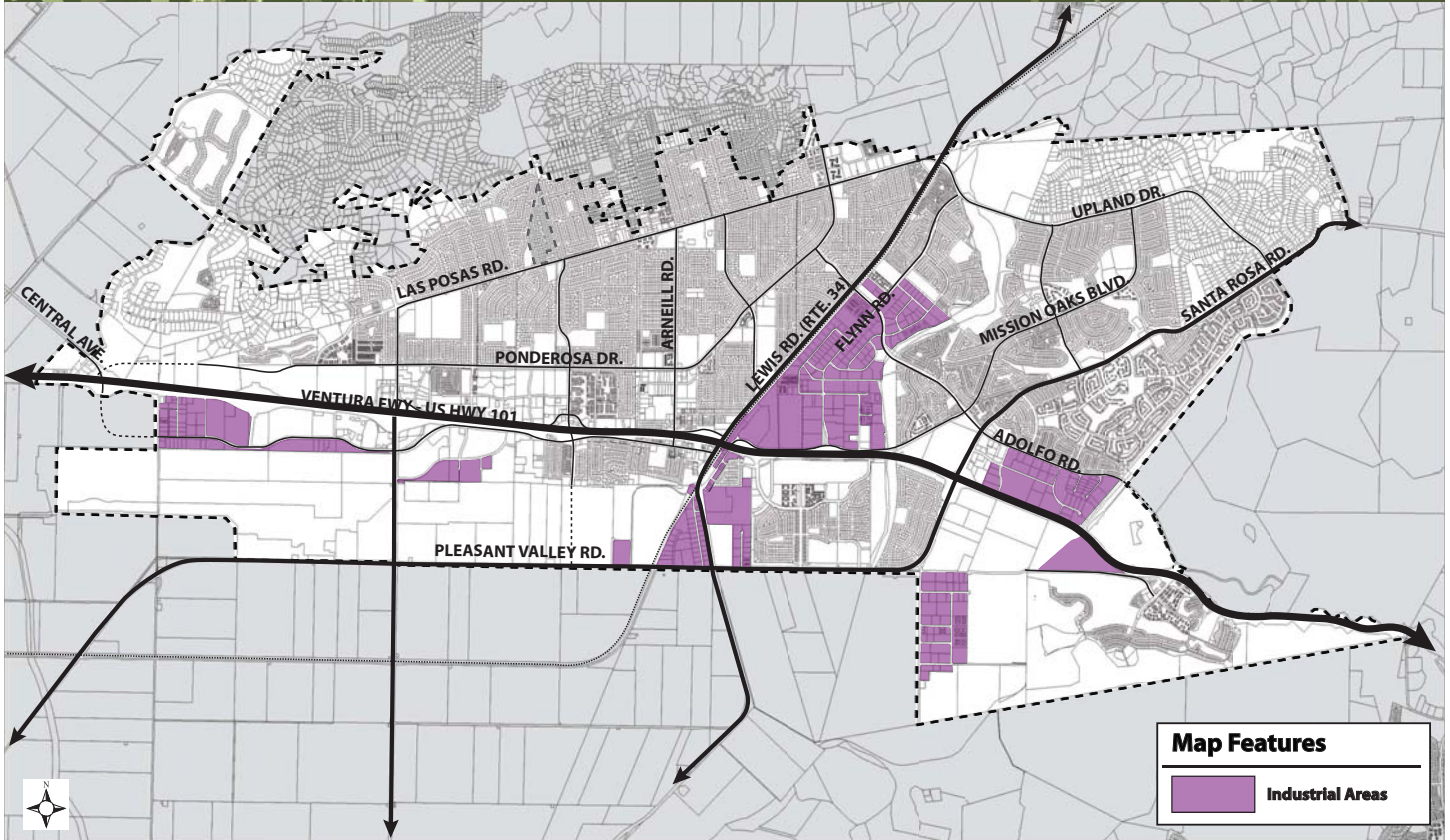 UPLAND DR.
LAS POSAS RD.
SANTA ROSA RD.
CENTRAL AVE
ARNEILL RD.
LEWIS RD. (RTE. 34)
FLYNN RD.
MISSION OAKS BLVD
PONDEROSA DR.
VENTURA FWY - US HWY 101
ADOLFO RD.
PLEASANT VALLEY RD.
Map Features
Industrial Areas
N